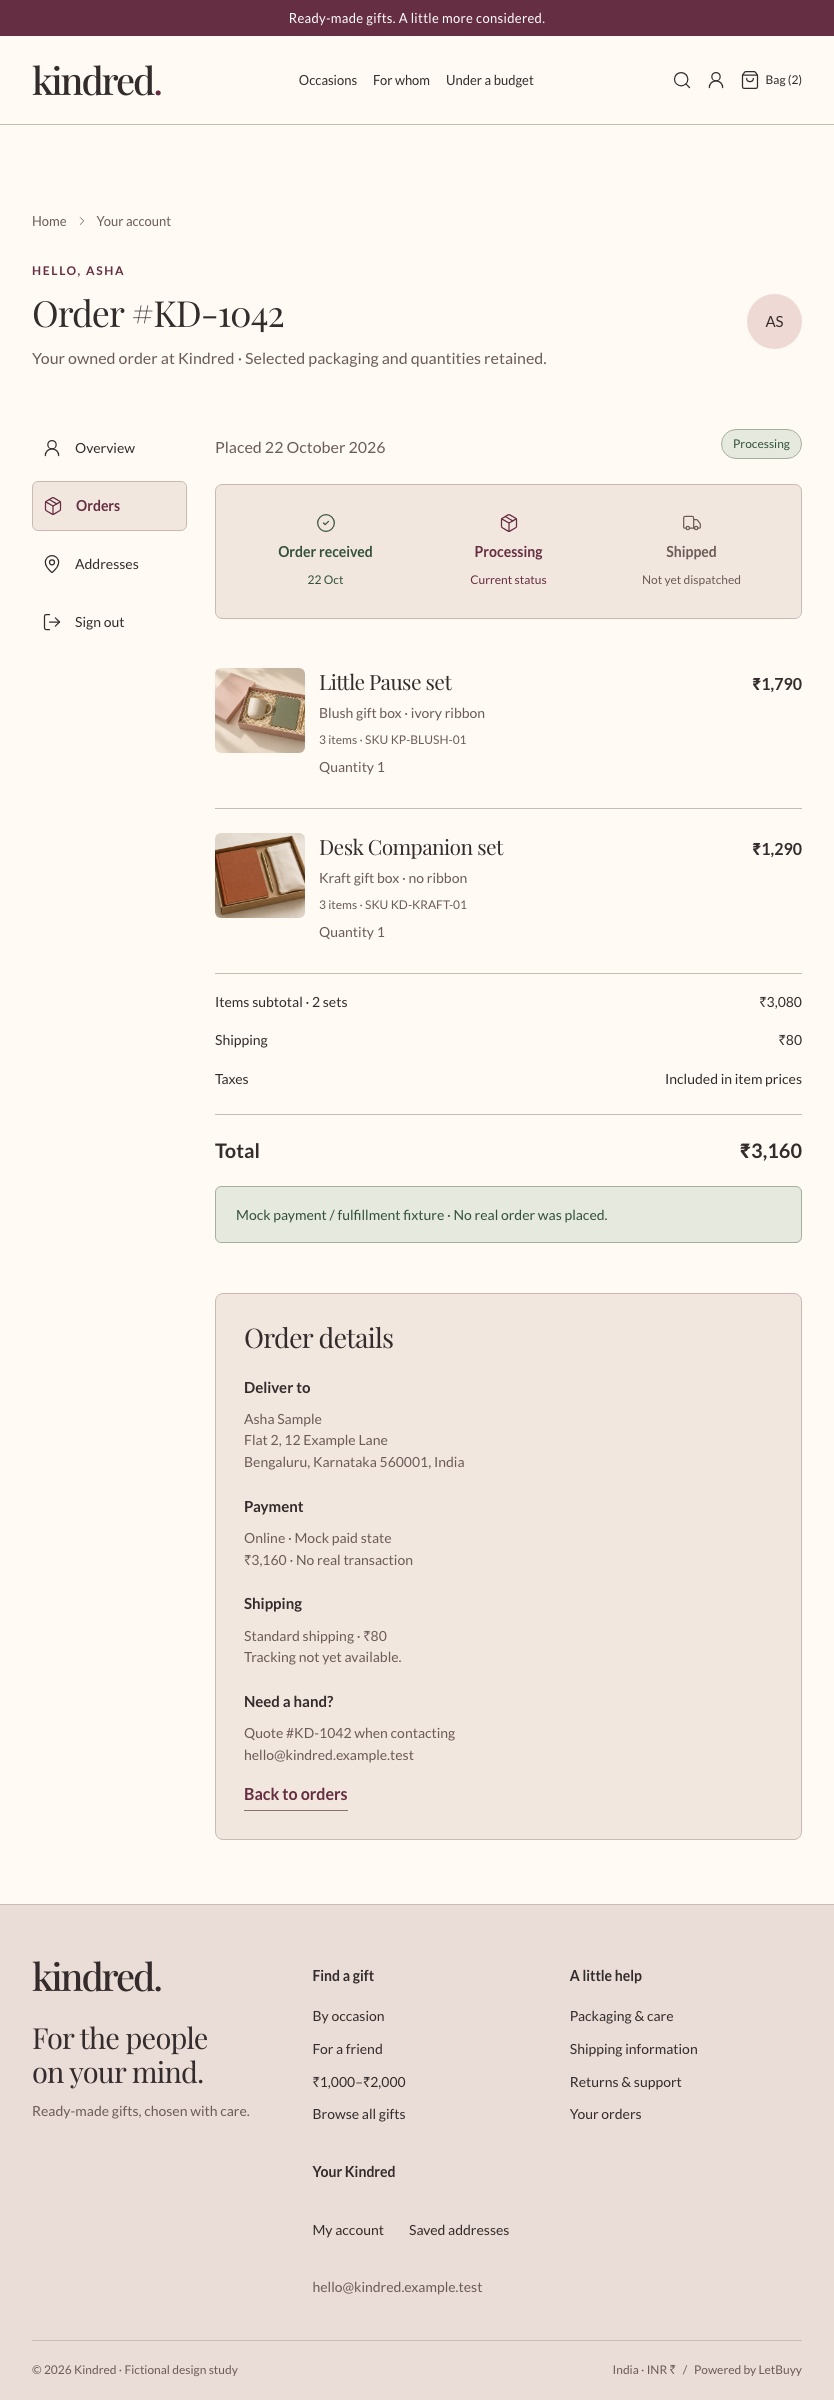 Ready-made gifts. A little more considered.
kindred.
Occasions For whom Under a budget
Bag (2)
Home > Your account
HELLO, ASHA
Order #KD-1042
AS
Your owned order at Kindred · Selected packaging and quantities retained.
Overview
Orders
Addresses
Sign out
Placed 22 October 2026
Processing
Order received
22 Oct
Processing
Current status
Shipped
Not yet dispatched
Little Pause set
₹1,790
Blush gift box · ivory ribbon
3 items · SKU KP-BLUSH-01
Quantity 1
Desk Companion set
₹1,290
Kraft gift box · no ribbon
3 items · SKU KD-KRAFT-01
Quantity 1
Items subtotal · 2 sets ₹3,080
Shipping ₹80
Taxes Included in item prices
Total ₹3,160
Mock payment / fulfillment fixture · No real order was placed.
Order details
Deliver to
Asha Sample
Flat 2, 12 Example Lane
Bengaluru, Karnataka 560001, India
Payment
Online · Mock paid state
₹3,160 · No real transaction
Shipping
Standard shipping · ₹80
Tracking not yet available.
Need a hand?
Quote #KD-1042 when contacting
hello@kindred.example.test
Back to orders
kindred.
For the people
on your mind.
Ready-made gifts, chosen with care.
Find a gift
By occasion
For a friend
₹1,000–₹2,000
Browse all gifts
A little help
Packaging & care
Shipping information
Returns & support
Your orders
Your Kindred
My account Saved addresses
hello@kindred.example.test
© 2026 Kindred · Fictional design study
India · INR ₹ / Powered by LetBuyy